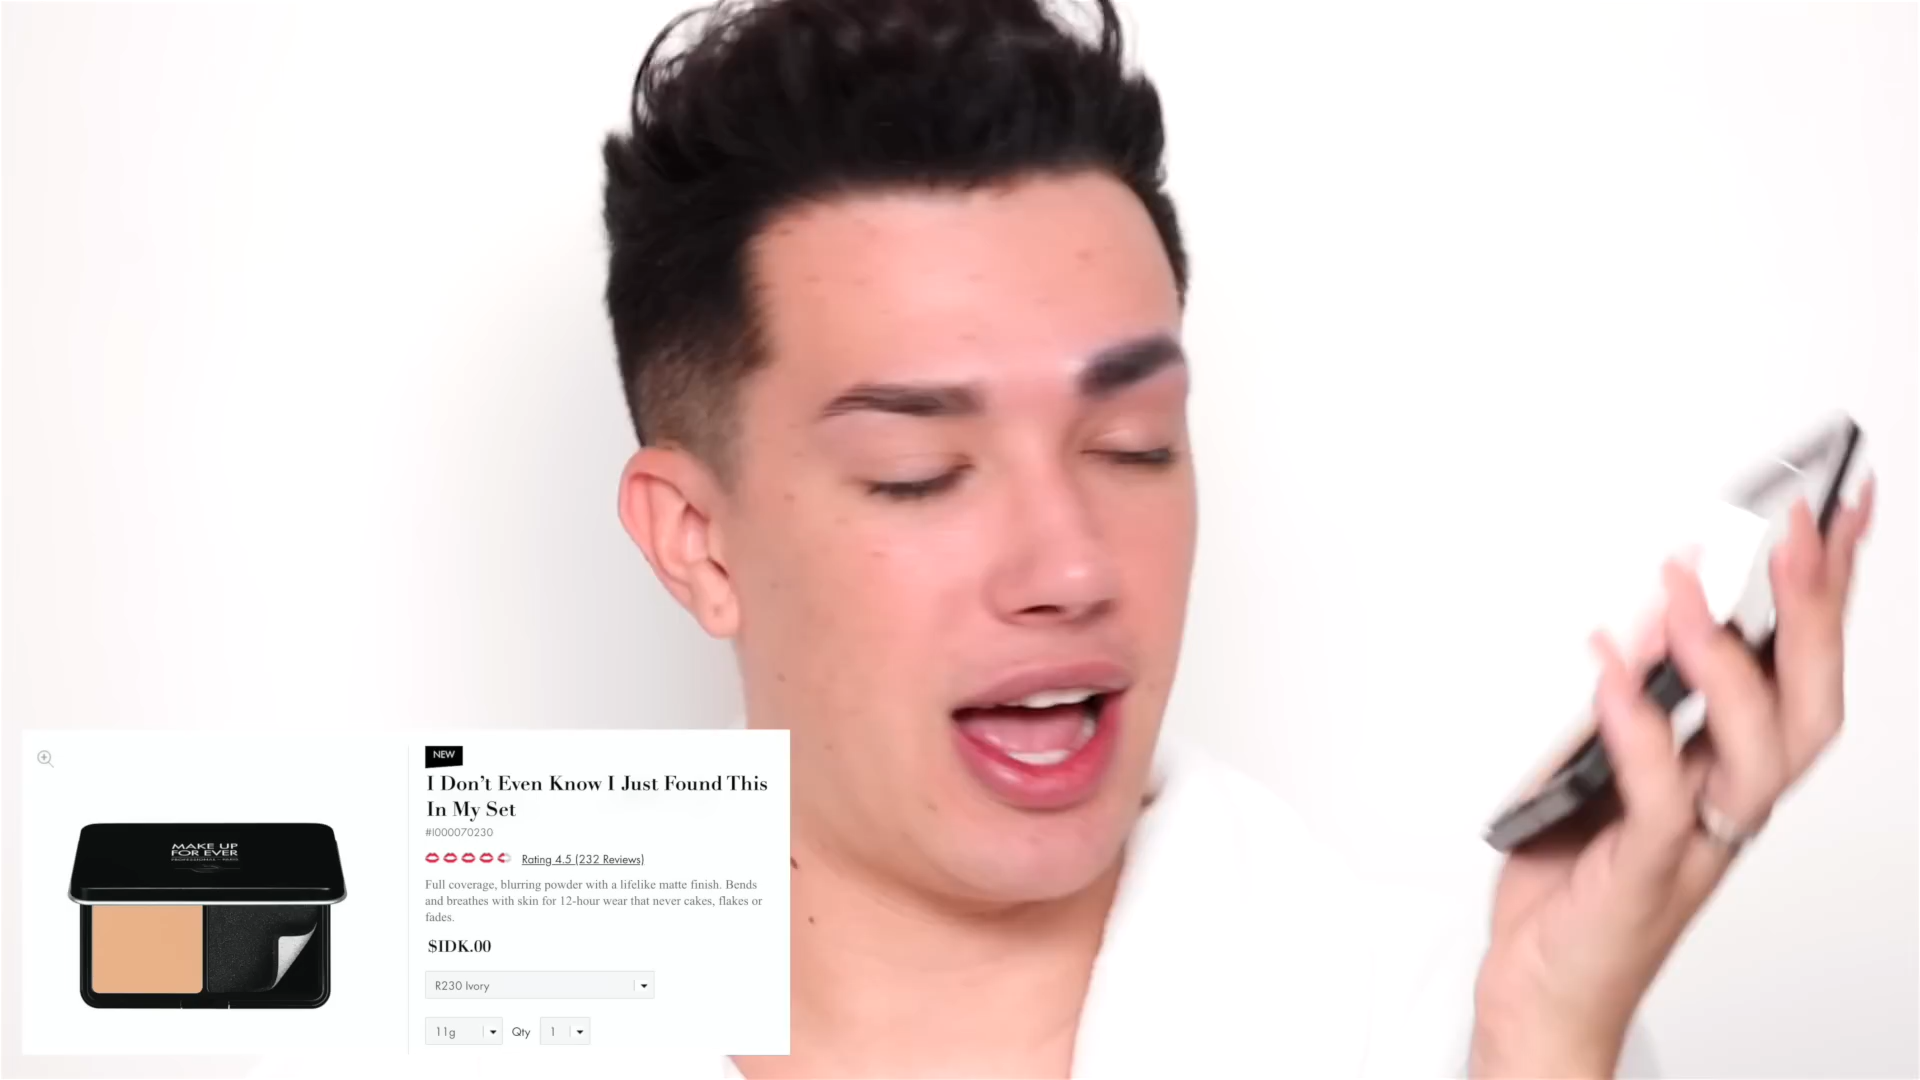 NEW
I Don’t Even Know I Just Found This
In My Set
#I000070230
Rating 4.5 (232 Reviews)
Full coverage, blurring powder with a lifelike matte finish. Bends
and breathes with skin for 12-hour wear that never cakes, flakes or
fades.
$IDK.00
R230 Ivory
11g Qty 1
MAKE UP
FOR EVER
PROFESSIONAL - PARIS